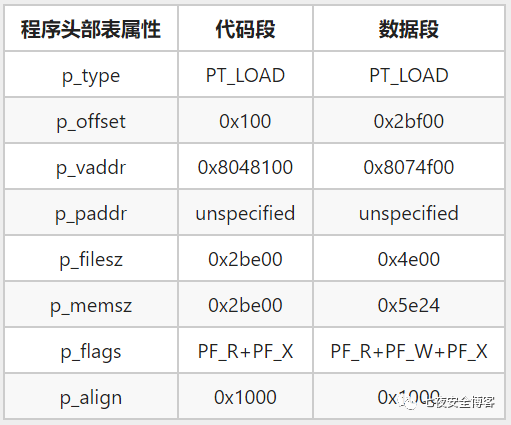 程序头部表属性 代码段 数据段
p_type PT_LOAD PT_LOAD
p_offset 0x100 0x2bf00
p_vaddr 0x8048100 0x8074f00
p_paddr unspecified unspecified
p_filesz 0x2be00 0x4e00
p_memsz 0x2be00 0x5e24
p_flags PF_R+PF_X PF_R+PF_W+PF_X
p_align 0x1000 0x1000
七夜安全博客